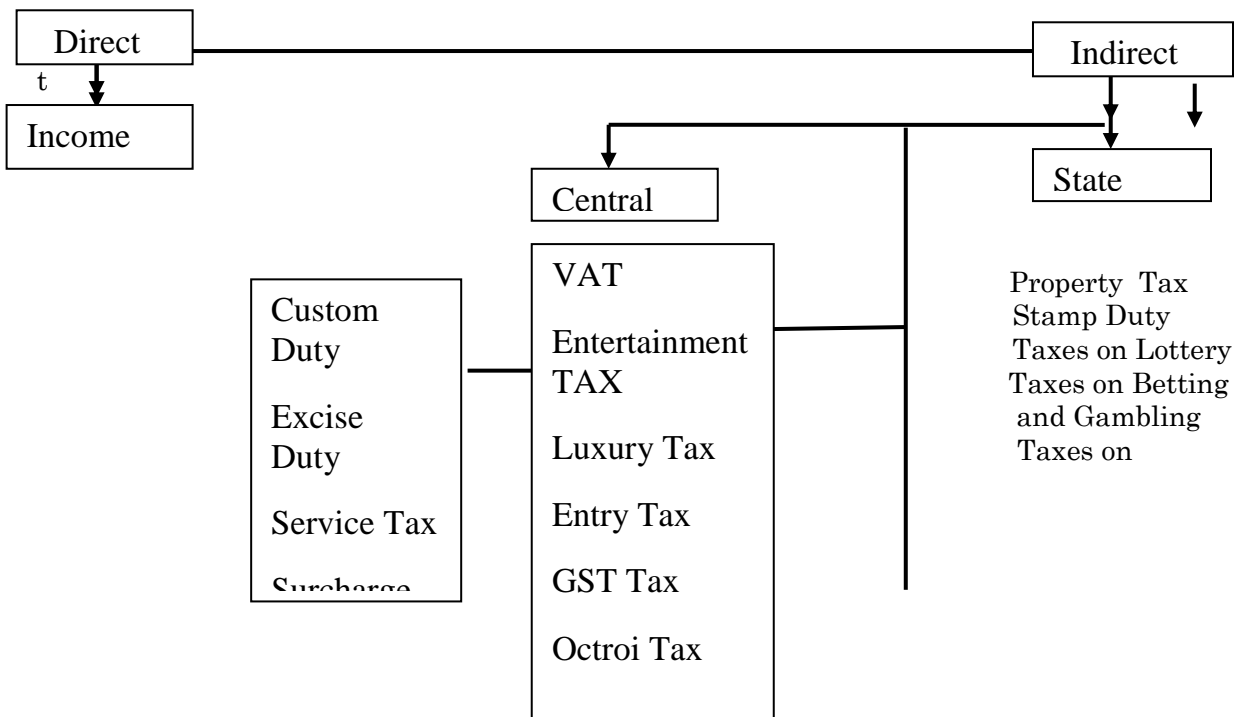 Direct
Indirect
t
Income
Central
State
Custom
Duty
Excise
Duty
Service Tax
Surcharge
VAT
Entertainment
TAX
Luxury Tax
Entry Tax
GST Tax
Octroi Tax
Property Tax
Stamp Duty
Taxes on Lottery
Taxes on Betting
and Gambling
Taxes on